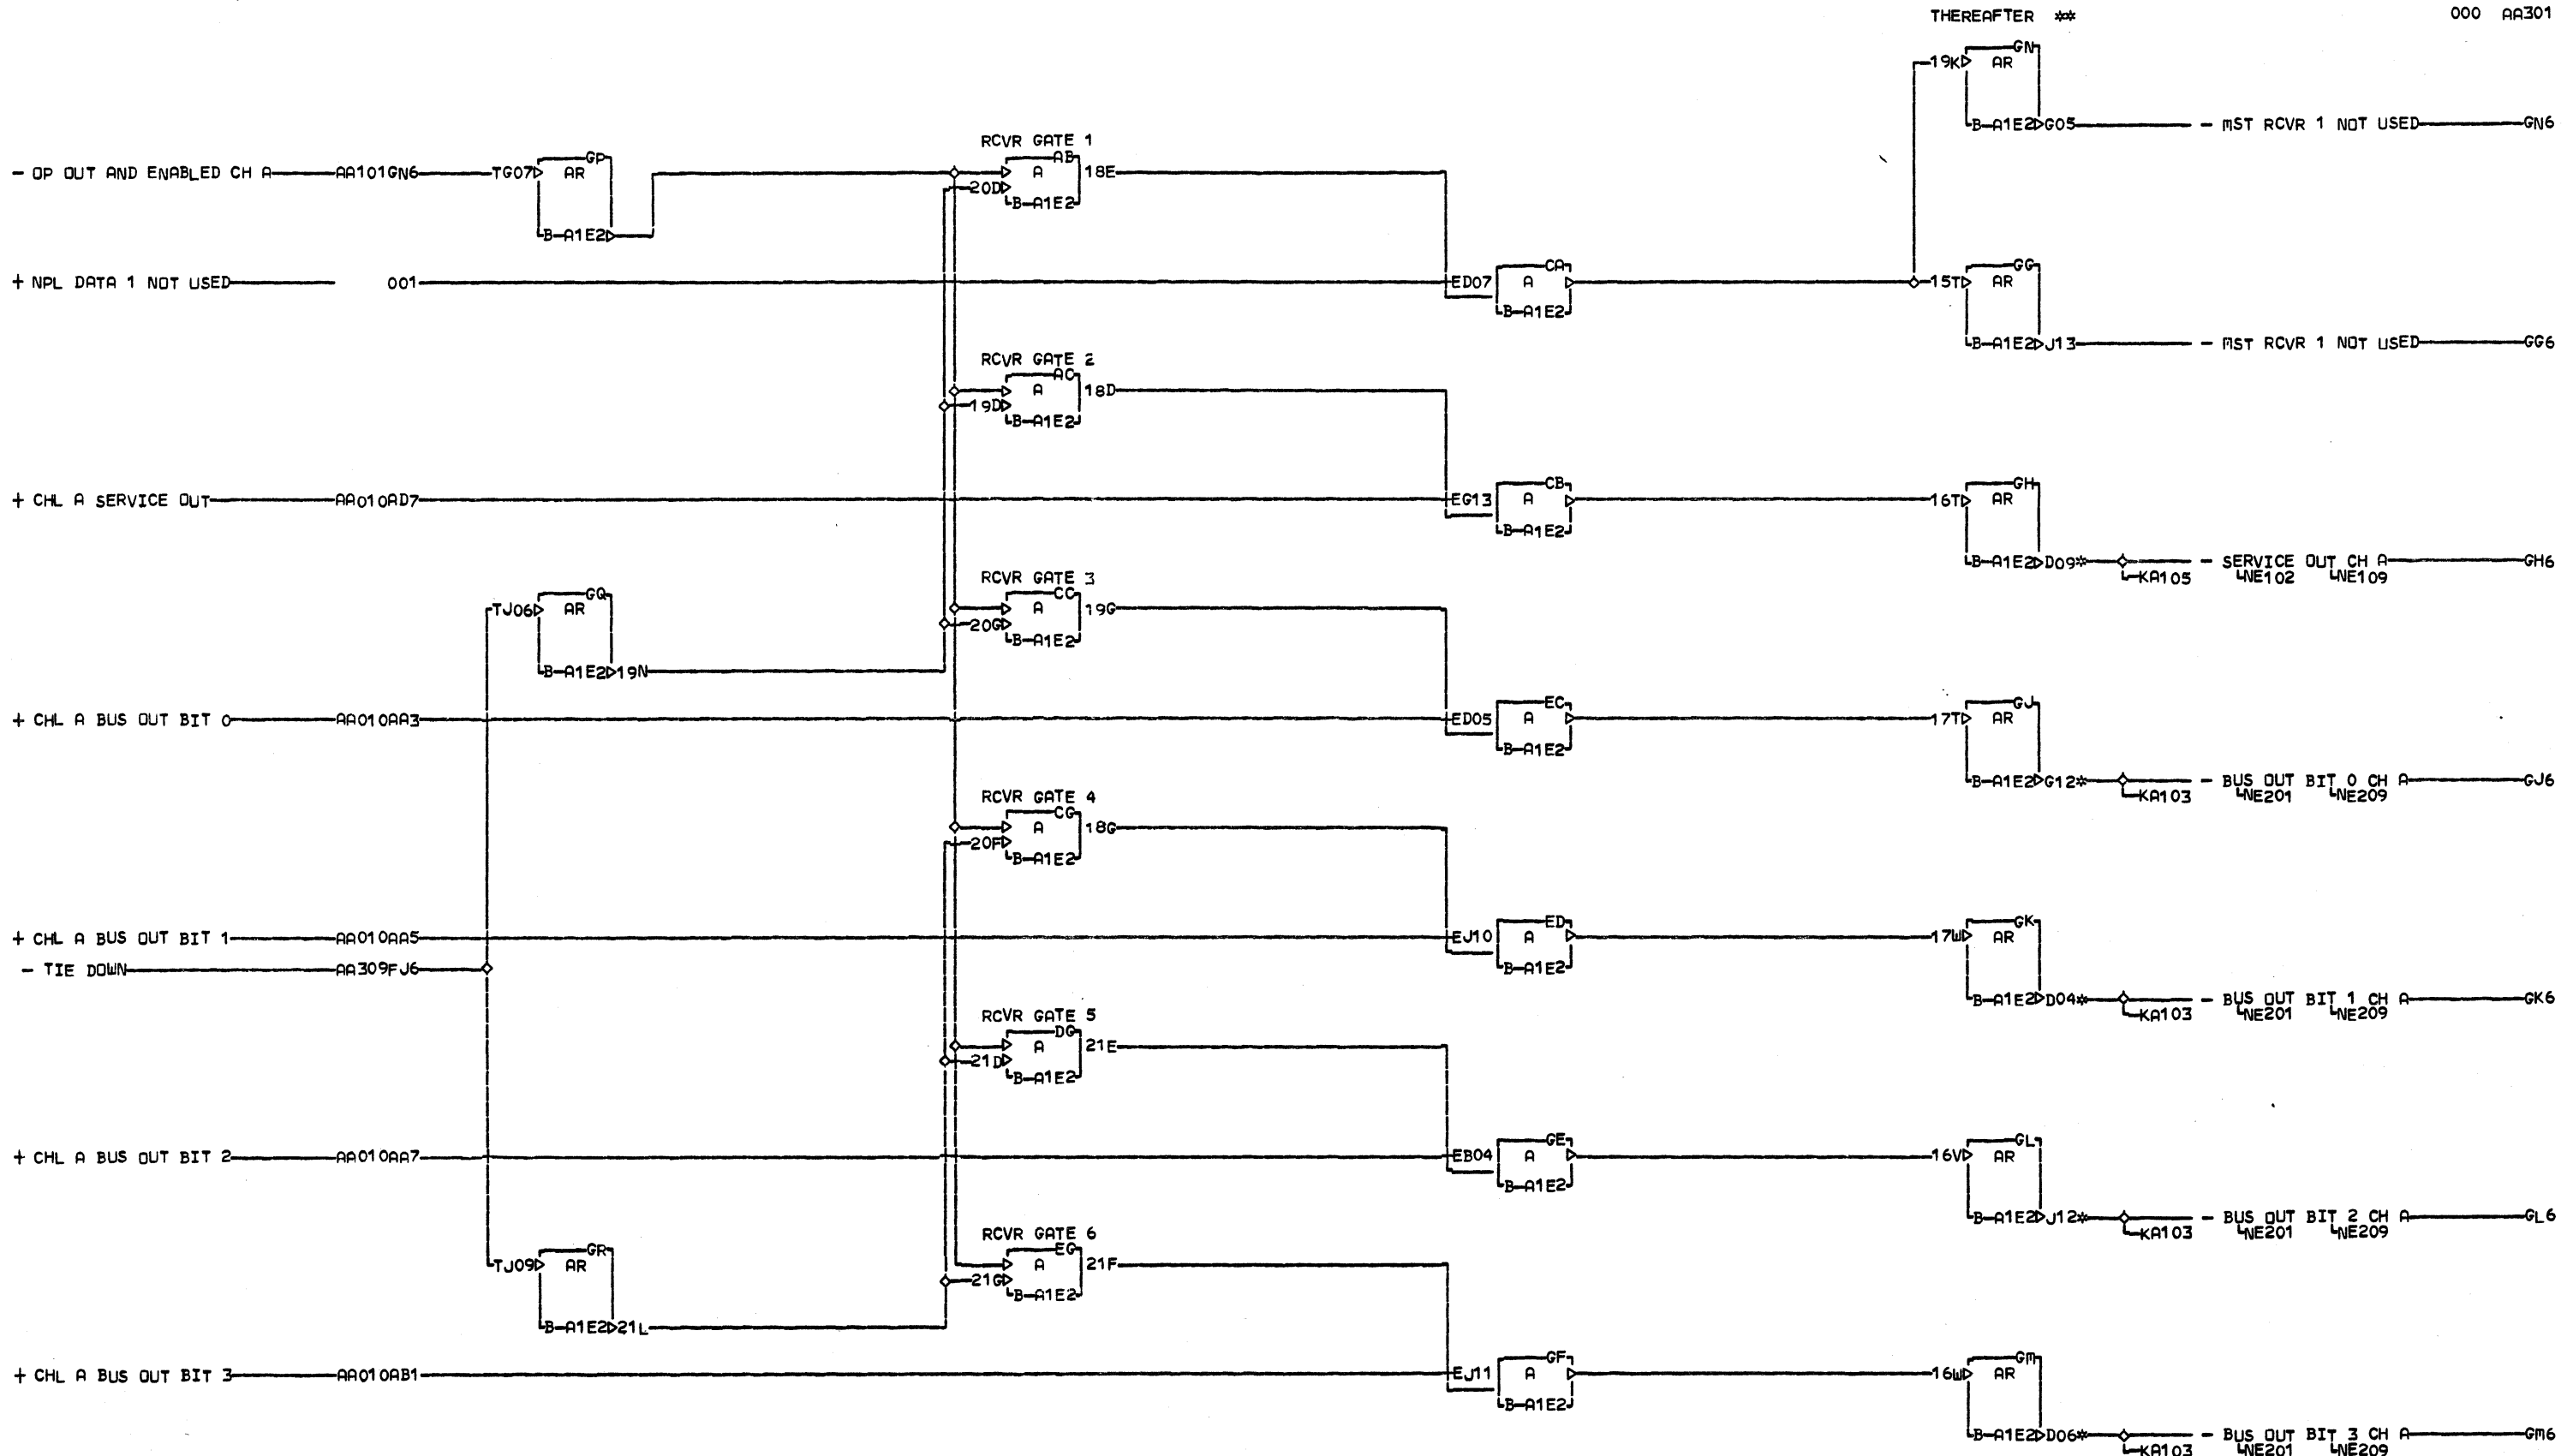 THEREAFTER ** 000 AA301
GN
19K AR
B-A1E2 G05 - MST RCVR 1 NOT USED GN6
RCVR GATE 1
- OP OUT AND ENABLED CH A AA101GN6 TG07 AR GP
B-A1E2
AB
A 18E
20D
B-A1E2
+ NPL DATA 1 NOT USED 001 ED07 A CA
B-A1E2
15T AR GG
B-A1E2 J13 - MST RCVR 1 NOT USED GG6
RCVR GATE 2
AC
A 18D
19D
B-A1E2
+ CHL A SERVICE OUT AA010AD7 EG13 A CB
B-A1E2
16T AR GH
B-A1E2 D09* - SERVICE OUT CH A GH6
KA105 NE102 NE109
RCVR GATE 3
TJ06 AR GQ
B-A1E2 19N
CC
A 19G
20G
B-A1E2
+ CHL A BUS OUT BIT 0 AA010AA3 ED05 A EC
B-A1E2
17T AR GJ
B-A1E2 G12* - BUS OUT BIT 0 CH A GJ6
KA103 NE201 NE209
RCVR GATE 4
CG
A 18G
20F
B-A1E2
+ CHL A BUS OUT BIT 1 AA010AA5 EJ10 A ED
B-A1E2
17W AR GK
- TIE DOWN AA309FJ6
B-A1E2 D04* - BUS OUT BIT 1 CH A GK6
KA103 NE201 NE209
RCVR GATE 5
DG
A 21E
21D
B-A1E2
+ CHL A BUS OUT BIT 2 AA010AA7 EB04 A GE
B-A1E2
16V AR GL
B-A1E2 J12* - BUS OUT BIT 2 CH A GL6
KA103 NE201 NE209
RCVR GATE 6
TJ09 AR GR
B-A1E2 21L
EG
A 21F
21G
B-A1E2
+ CHL A BUS OUT BIT 3 AA010AB1 EJ11 A GF
B-A1E2
16W AR GM
B-A1E2 D06* - BUS OUT BIT 3 CH A GM6
KA103 NE201 NE209